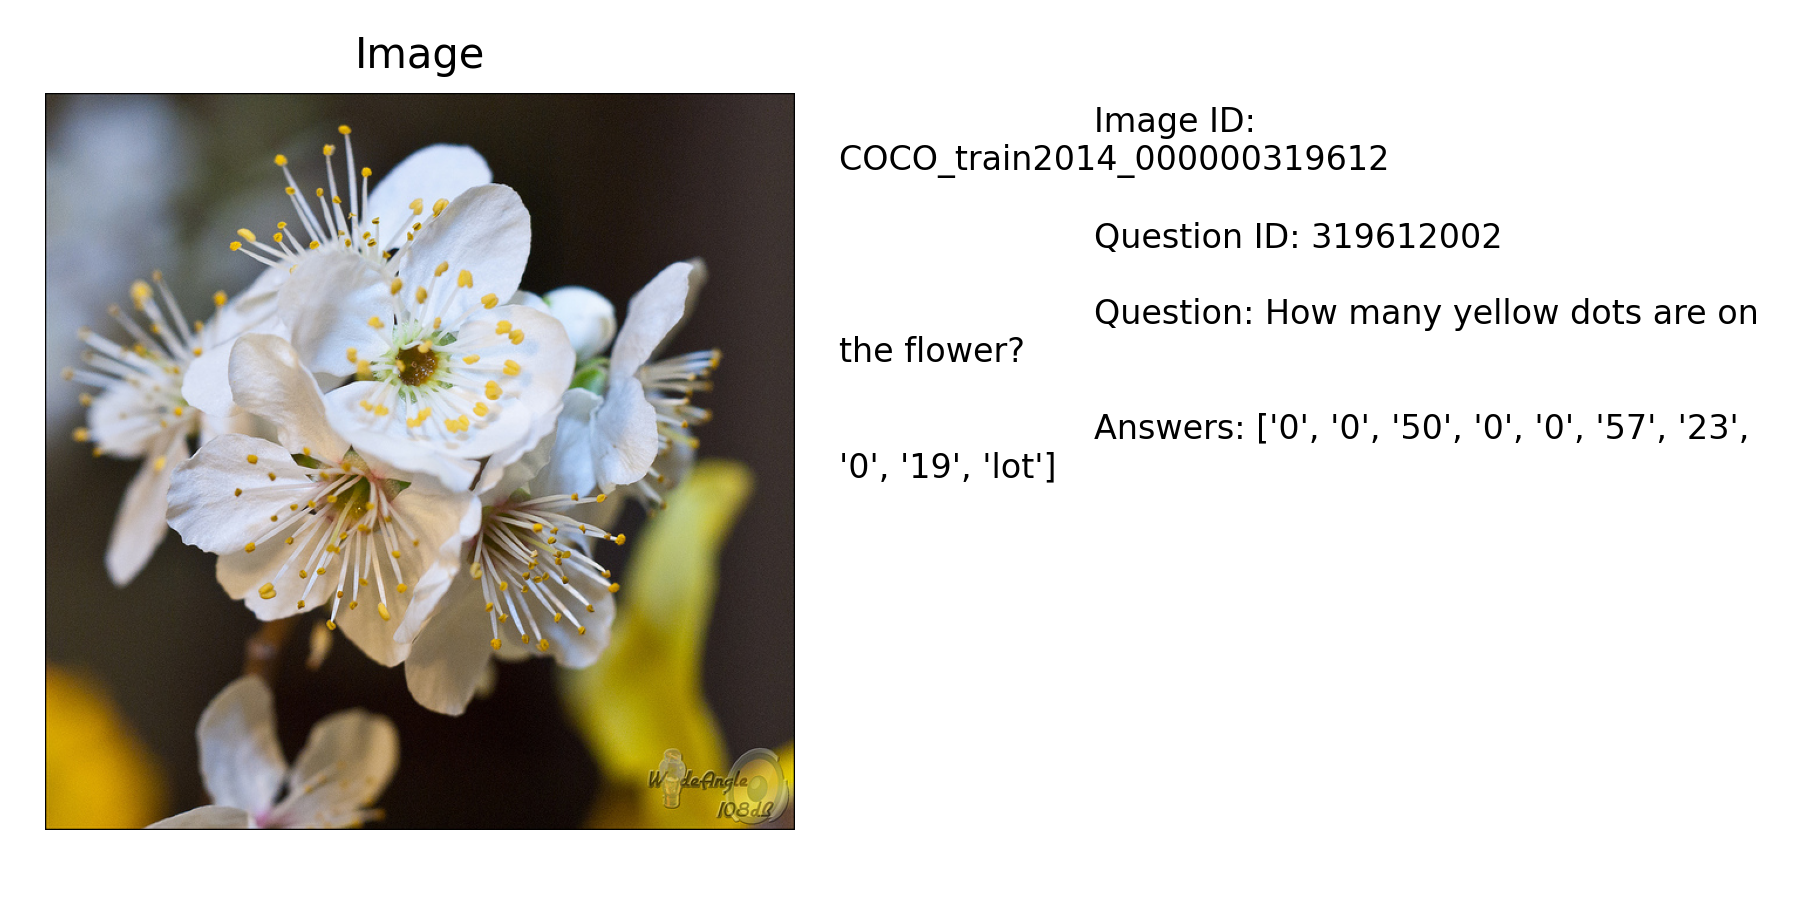 Image
Image ID:
COCO_train2014_000000319612
Question ID: 319612002
Question: How many yellow dots are on
the flower?
Answers: ['0', '0', '50', '0', '0', '57', '23',
'0', '19', 'lot']
WadeAngle
108dB